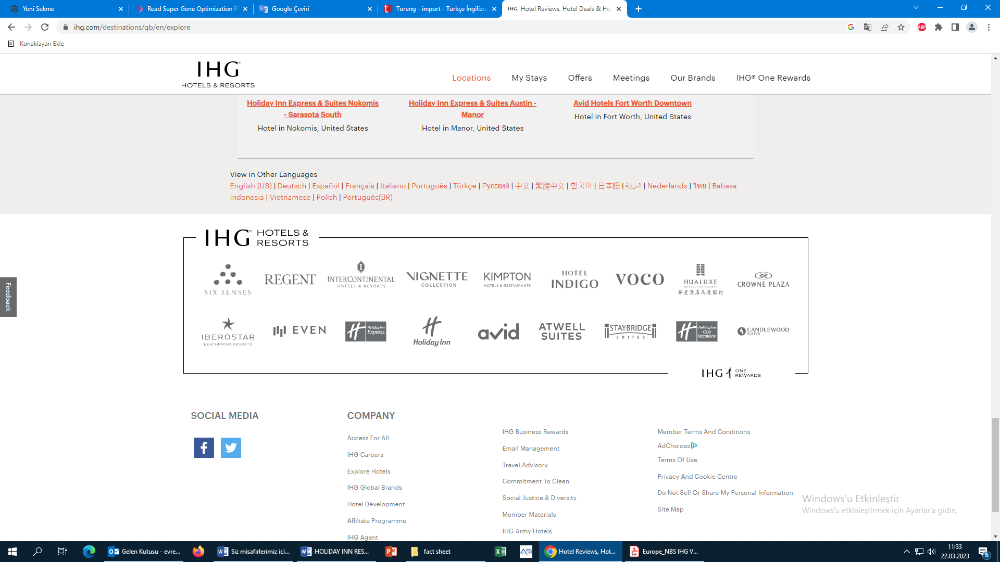 Yeni Sekme
Read Super Gene Optimization Fl
Google Çeviri
Tureng - import - Türkçe İngilizce
IHG Hotel Reviews, Hotel Deals & Ho
ihg.com/destinations/gb/en/explore
ABP
Konaklayan Ekle
IHG®
HOTELS & RESORTS
Locations
My Stays
Offers
Meetings
Our Brands
IHG® One Rewards
Holiday Inn Express & Suites Nokomis
- Sarasota South
Hotel in Nokomis, United States
Holiday Inn Express & Suites Austin -
Manor
Hotel in Manor, United States
Avid Hotels Fort Worth Downtown
Hotel in Fort Worth, United States
View in Other Languages
English (US) | Deutsch | Español | Français | Italiano | Português | Türkçe | Русский | 中文 | 繁體中文 | 한국어 | 日本語 | العربية | Nederlands | ไทย | Bahasa
Indonesia | Vietnamese | Polish | Português(BR)
IHG® HOTELS &
RESORTS
SIX SENSES
REGENT
INTERCONTINENTAL
HOTELS & RESORTS
VIGNETTE
COLLECTION
KIMPTON
HOTELS & RESTAURANTS
HOTEL
INDIGO
VOCO
HUALUXE
HOTELS AND RESORTS
華邑酒店及度假村
CROWNE PLAZA
IBEROSTAR
BEACHFRONT RESORTS
EVEN
H Holiday Inn
Express
H
Holiday Inn
avid
ATWELL
SUITES
STAYBRIDGE
SUITES
H Holiday Inn
Club
Vacations
CANDLEWOOD
SUITES
IHG ONE
REWARDS
Feedback
SOCIAL MEDIA
COMPANY
Access For All
IHG Careers
Explore Hotels
IHG Global Brands
Hotel Development
Affiliate Programme
IHG Agent
IHG Business Rewards
Email Management
Travel Advisory
Commitment To Clean
Social Justice & Diversity
Member Materials
IHG Army Hotels
Member Terms And Conditions
AdChoices
Terms Of Use
Privacy And Cookie Centre
Do Not Sell Or Share My Personal Information
Site Map
Windows'u Etkinleştir
Windows'u etkinleştirmek için Ayarlar'a gidin.
Gelen Kutusu - evre...
Siz misafirlerimiz ici...
HOLIDAY INN RES...
fact sheet
Hotel Reviews, Hot...
Europe_NBS IHG V...
11:33
22.03.2023
6